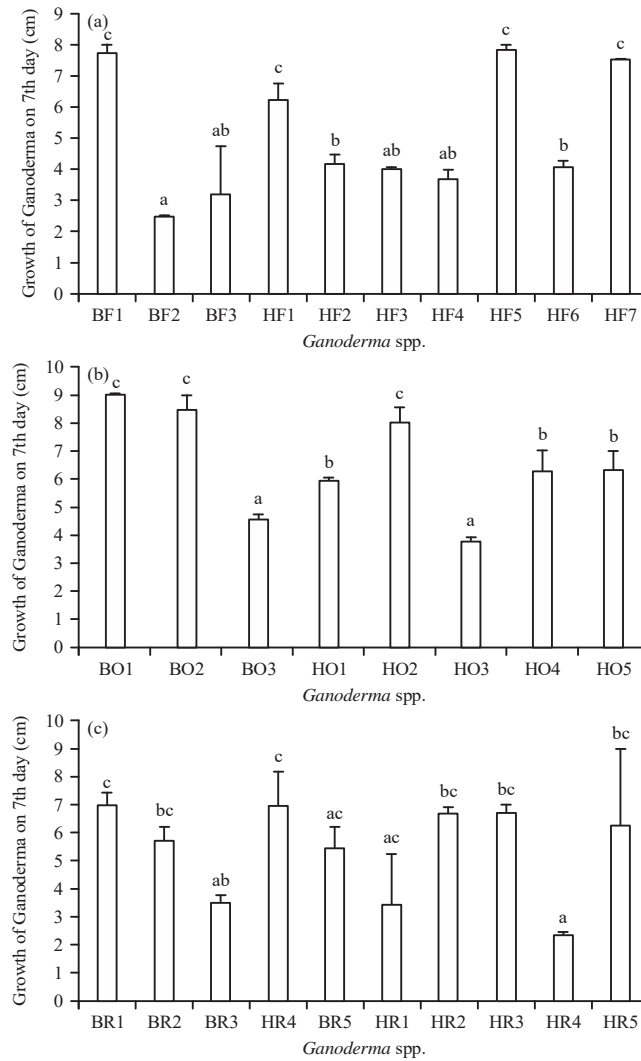 (a)
Growth of Ganoderma on 7th day (cm)
9
8
7
6
5
4
3
2
1
0
c a ab c b ab ab c b c
BF1 BF2 BF3 HF1 HF2 HF3 HF4 HF5 HF6 HF7
Ganoderma spp.
(b)
Growth of Ganoderma on 7th day (cm)
10
9
8
7
6
5
4
3
2
1
0
c c a b c a b b
BO1 BO2 BO3 HO1 HO2 HO3 HO4 HO5
Ganoderma spp.
(c)
Growth of Ganoderma on 7th day (cm)
10
9
8
7
6
5
4
3
2
1
0
c bc ab c ac ac bc bc a bc
BR1 BR2 BR3 HR4 BR5 HR1 HR2 HR3 HR4 HR5
Ganoderma spp.